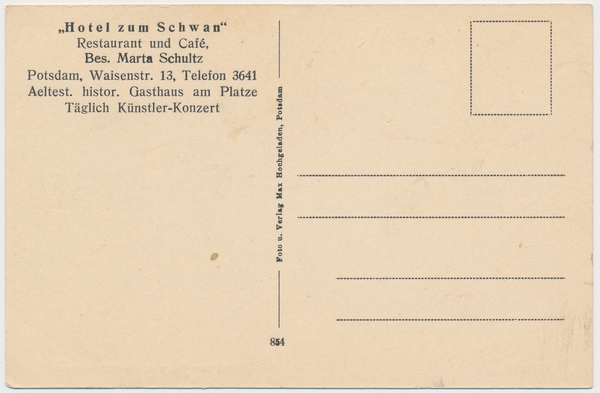 „Hotel zum Schwan“
Restaurant und Café,
Bes. Marta Schultz
Potsdam, Waisenstr. 13, Telefon 3641
Aeltest. histor. Gasthaus am Platze
Täglich Künstler-Konzert
Foto u. Verlag Max Hochgeladen, Potsdam
854